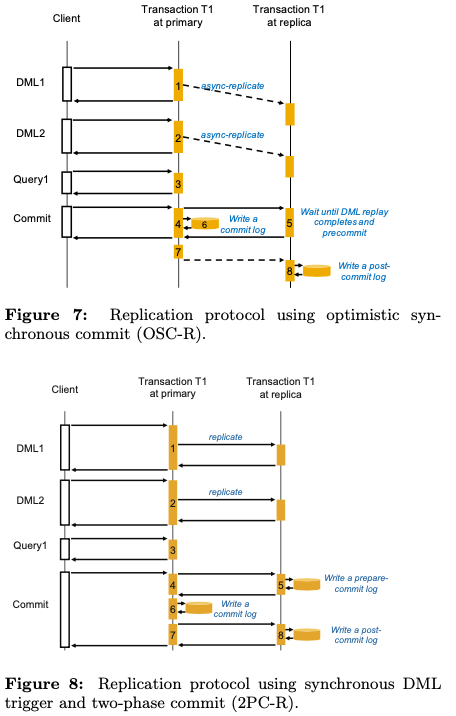 Client
Transaction T1
at primary
Transaction T1
at replica
DML1
1
async-replicate
DML2
2
async-replicate
Query1
3
Commit
4
6
Write a
commit log
5
Wait until DML replay
completes and
precommit
7
8
Write a post-
commit log
Figure 7: Replication protocol using optimistic syn-
chronous commit (OSC-R).
Client
Transaction T1
at primary
Transaction T1
at replica
DML1
1
replicate
DML2
2
replicate
Query1
3
Commit
4
5
Write a prepare-
commit log
6
Write a
commit log
7
8
Write a post-
commit log
Figure 8: Replication protocol using synchronous DML
trigger and two-phase commit (2PC-R).